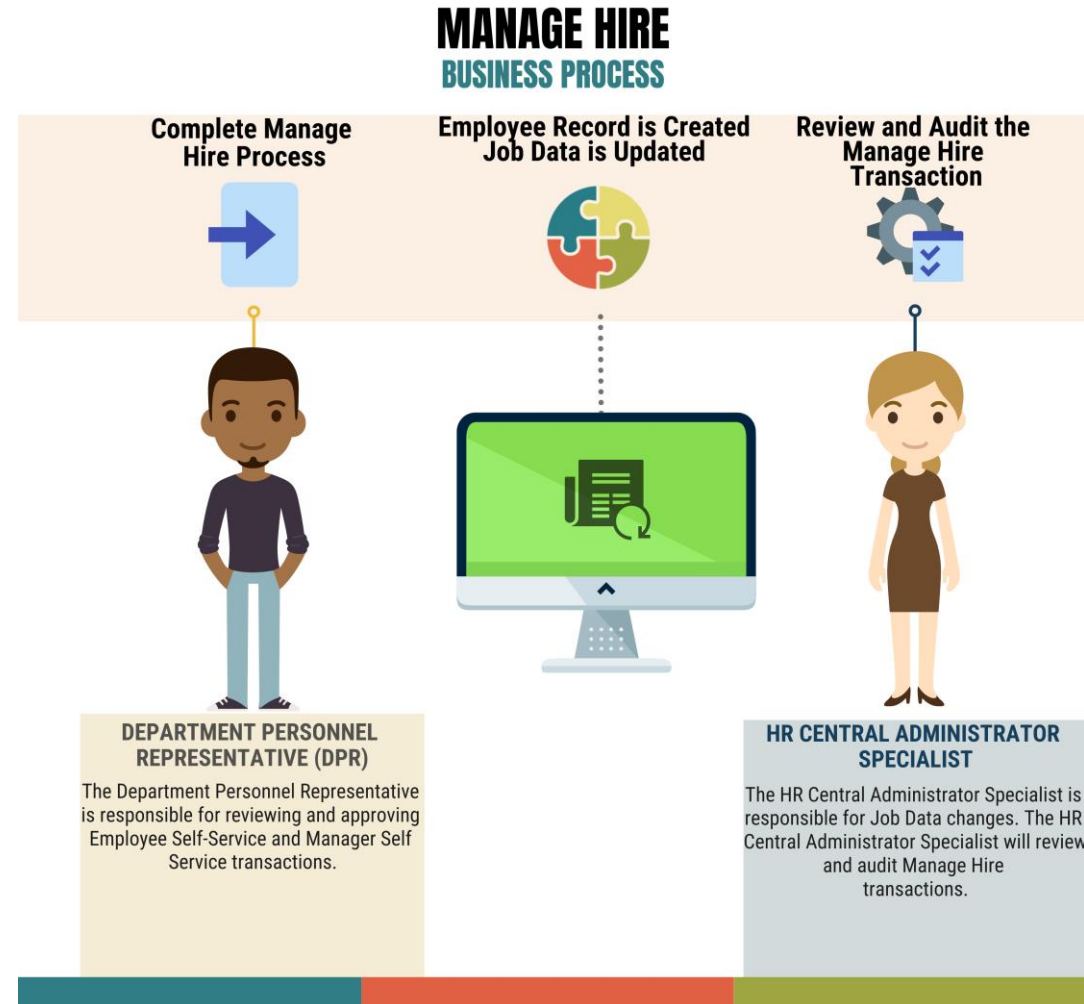 MANAGE HIRE
BUSINESS PROCESS
Complete Manage
Hire Process
Employee Record is Created
Job Data is Updated
Review and Audit the
Manage Hire
Transaction
DEPARTMENT PERSONNEL
REPRESENTATIVE (DPR)
The Department Personnel Representative
is responsible for reviewing and approving
Employee Self-Service and Manager Self
Service transactions.
HR CENTRAL ADMINISTRATOR
SPECIALIST
The HR Central Administrator Specialist is
responsible for Job Data changes. The HR
Central Administrator Specialist will review
and audit Manage Hire
transactions.